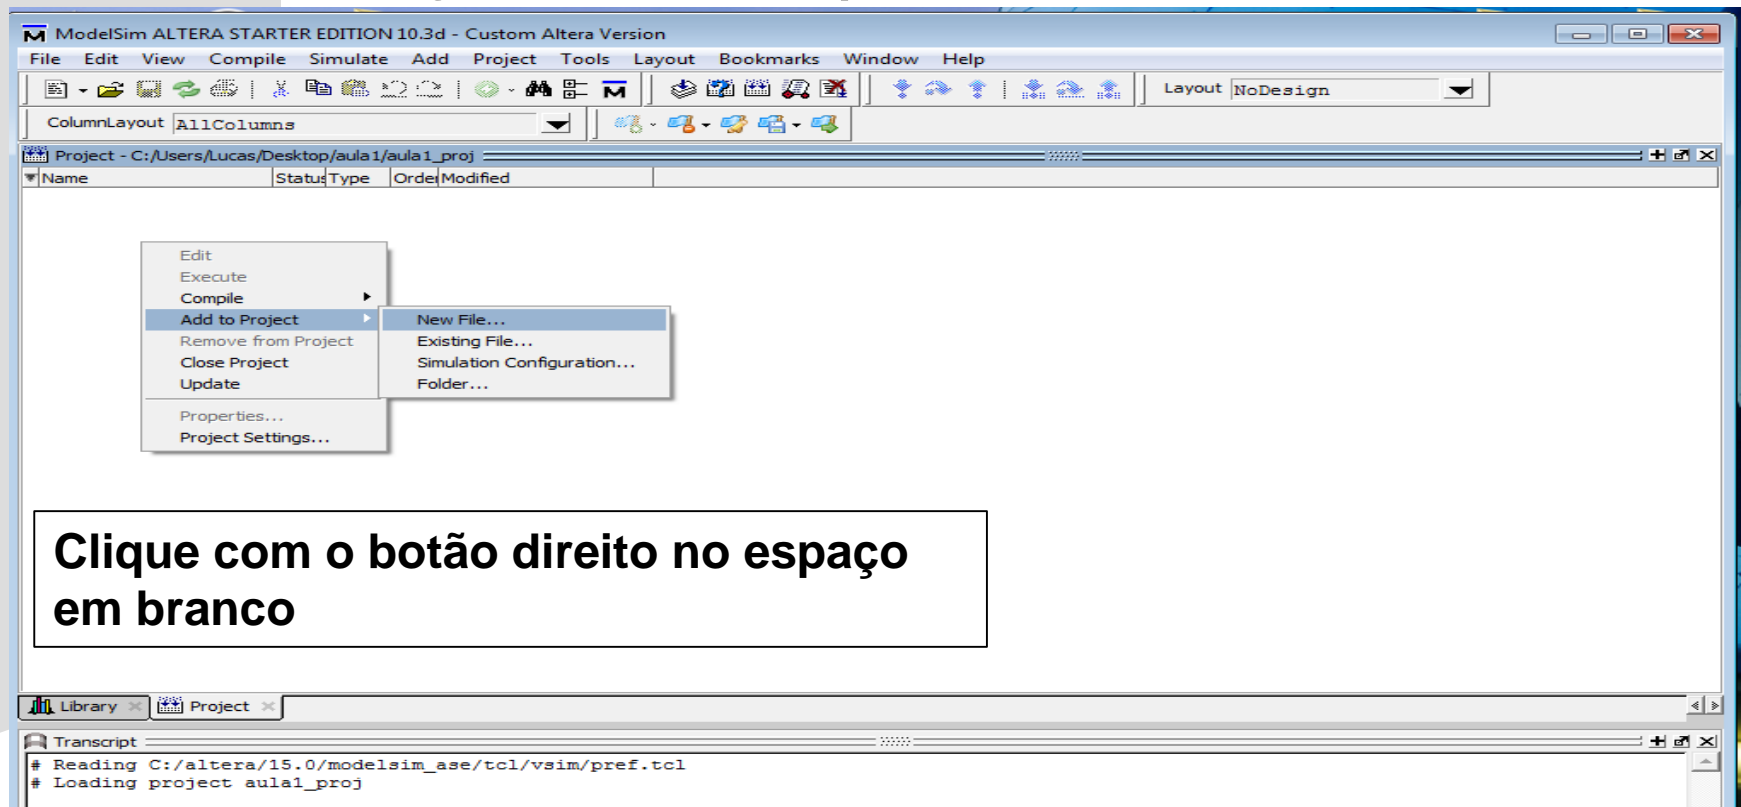 ModelSim ALTERA STARTER EDITION 10.3d - Custom Altera Version
File Edit View Compile Simulate Add Project Tools Layout Bookmarks Window Help
Layout NoDesign
ColumnLayout AllColumns
Project - C:/Users/Lucas/Desktop/aula1/aula1_proj
Name Status Type Order Modified
Edit
Execute
Compile
Add to Project New File...
Remove from Project Existing File...
Close Project Simulation Configuration...
Update Folder...
Properties...
Project Settings...
Clique com o botão direito no espaço
em branco
Library Project
Transcript
# Reading C:/altera/15.0/modelsim_ase/tcl/vsim/pref.tcl
# Loading project aula1_proj